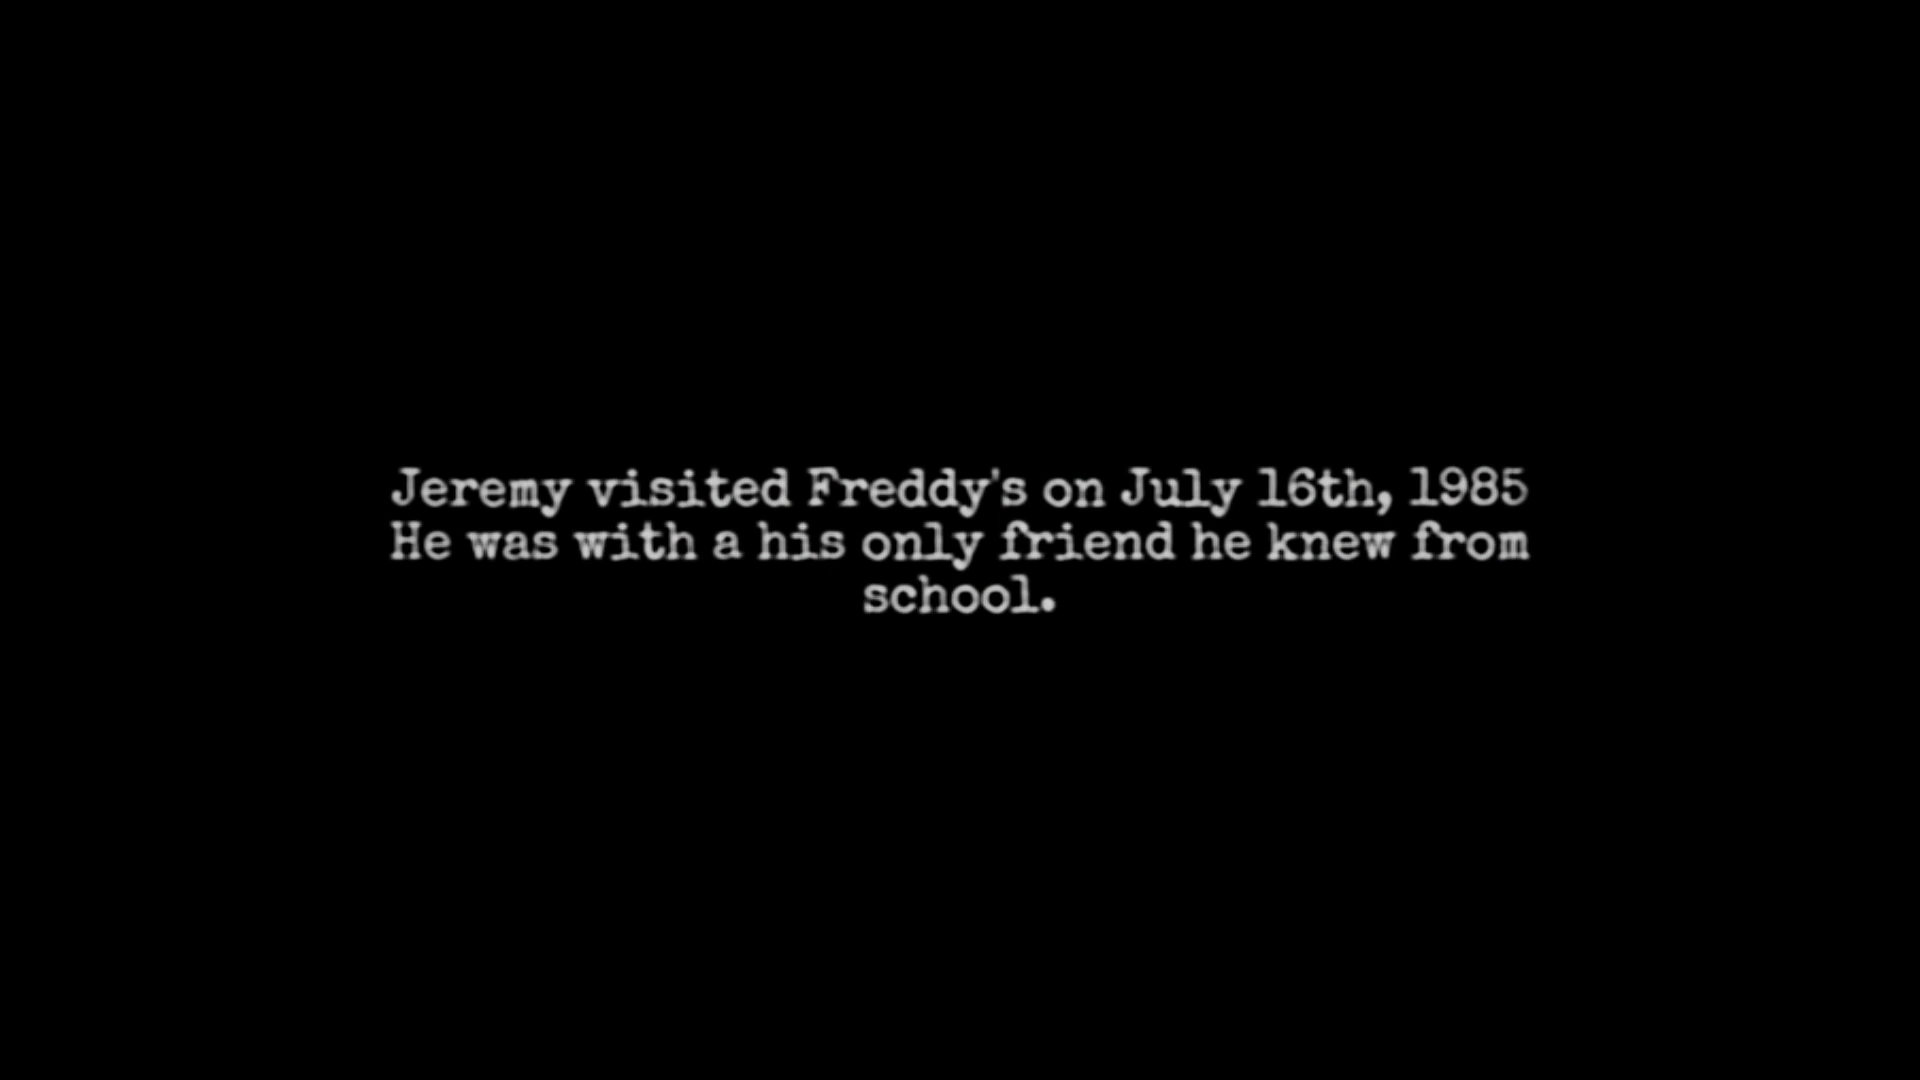 Jeremy visited Freddy's on July 16th, 1985
He was with a his only friend he knew from
school.